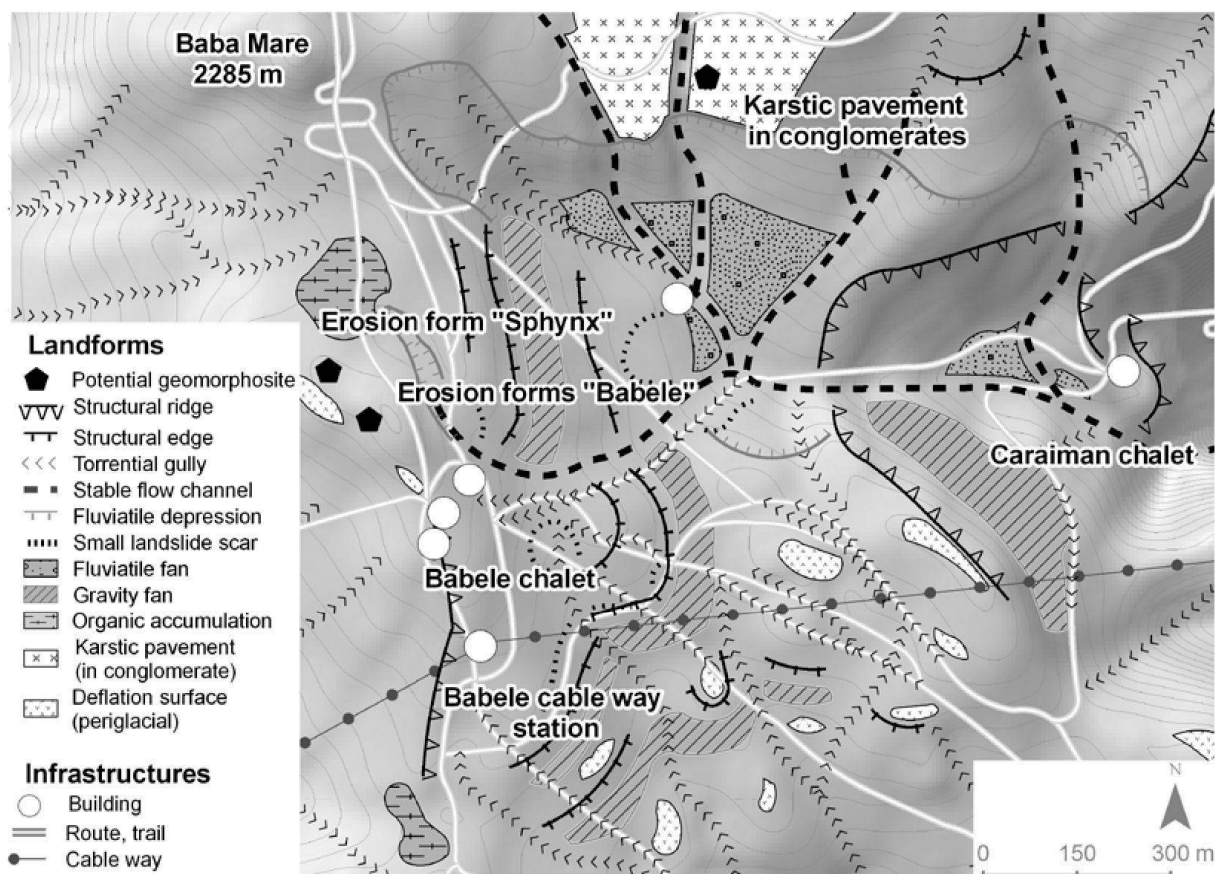 Baba Mare
2285 m
Karstic pavement
in conglomerates
Erosion form "Sphynx"
Erosion forms "Babele"
Caraiman chalet
Babele chalet
Babele cable way
station
Landforms
Potential geomorphosite
Structural ridge
Structural edge
Torrential gully
Stable flow channel
Fluviatile depression
Small landslide scar
Fluviatile fan
Gravity fan
Organic accumulation
Karstic pavement
(in conglomerate)
Deflation surface
(periglacial)
Infrastructures
Building
Route, trail
Cable way
N
0 150 300 m